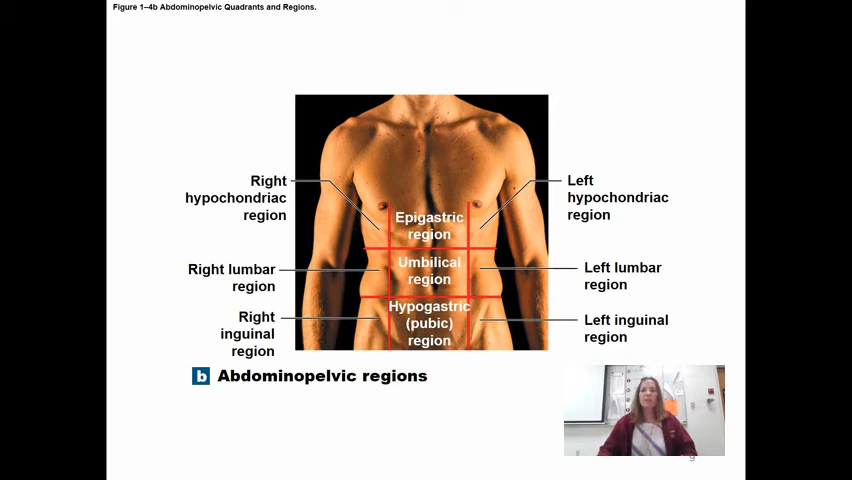 Figure 1–4b Abdominopelvic Quadrants and Regions.
Right
hypochondriac
region
Left
hypochondriac
region
Epigastric
region
Right lumbar
region
Umbilical
region
Left lumbar
region
Right
inguinal
region
Hypogastric
(pubic)
region
Left inguinal
region
b Abdominopelvic regions
9